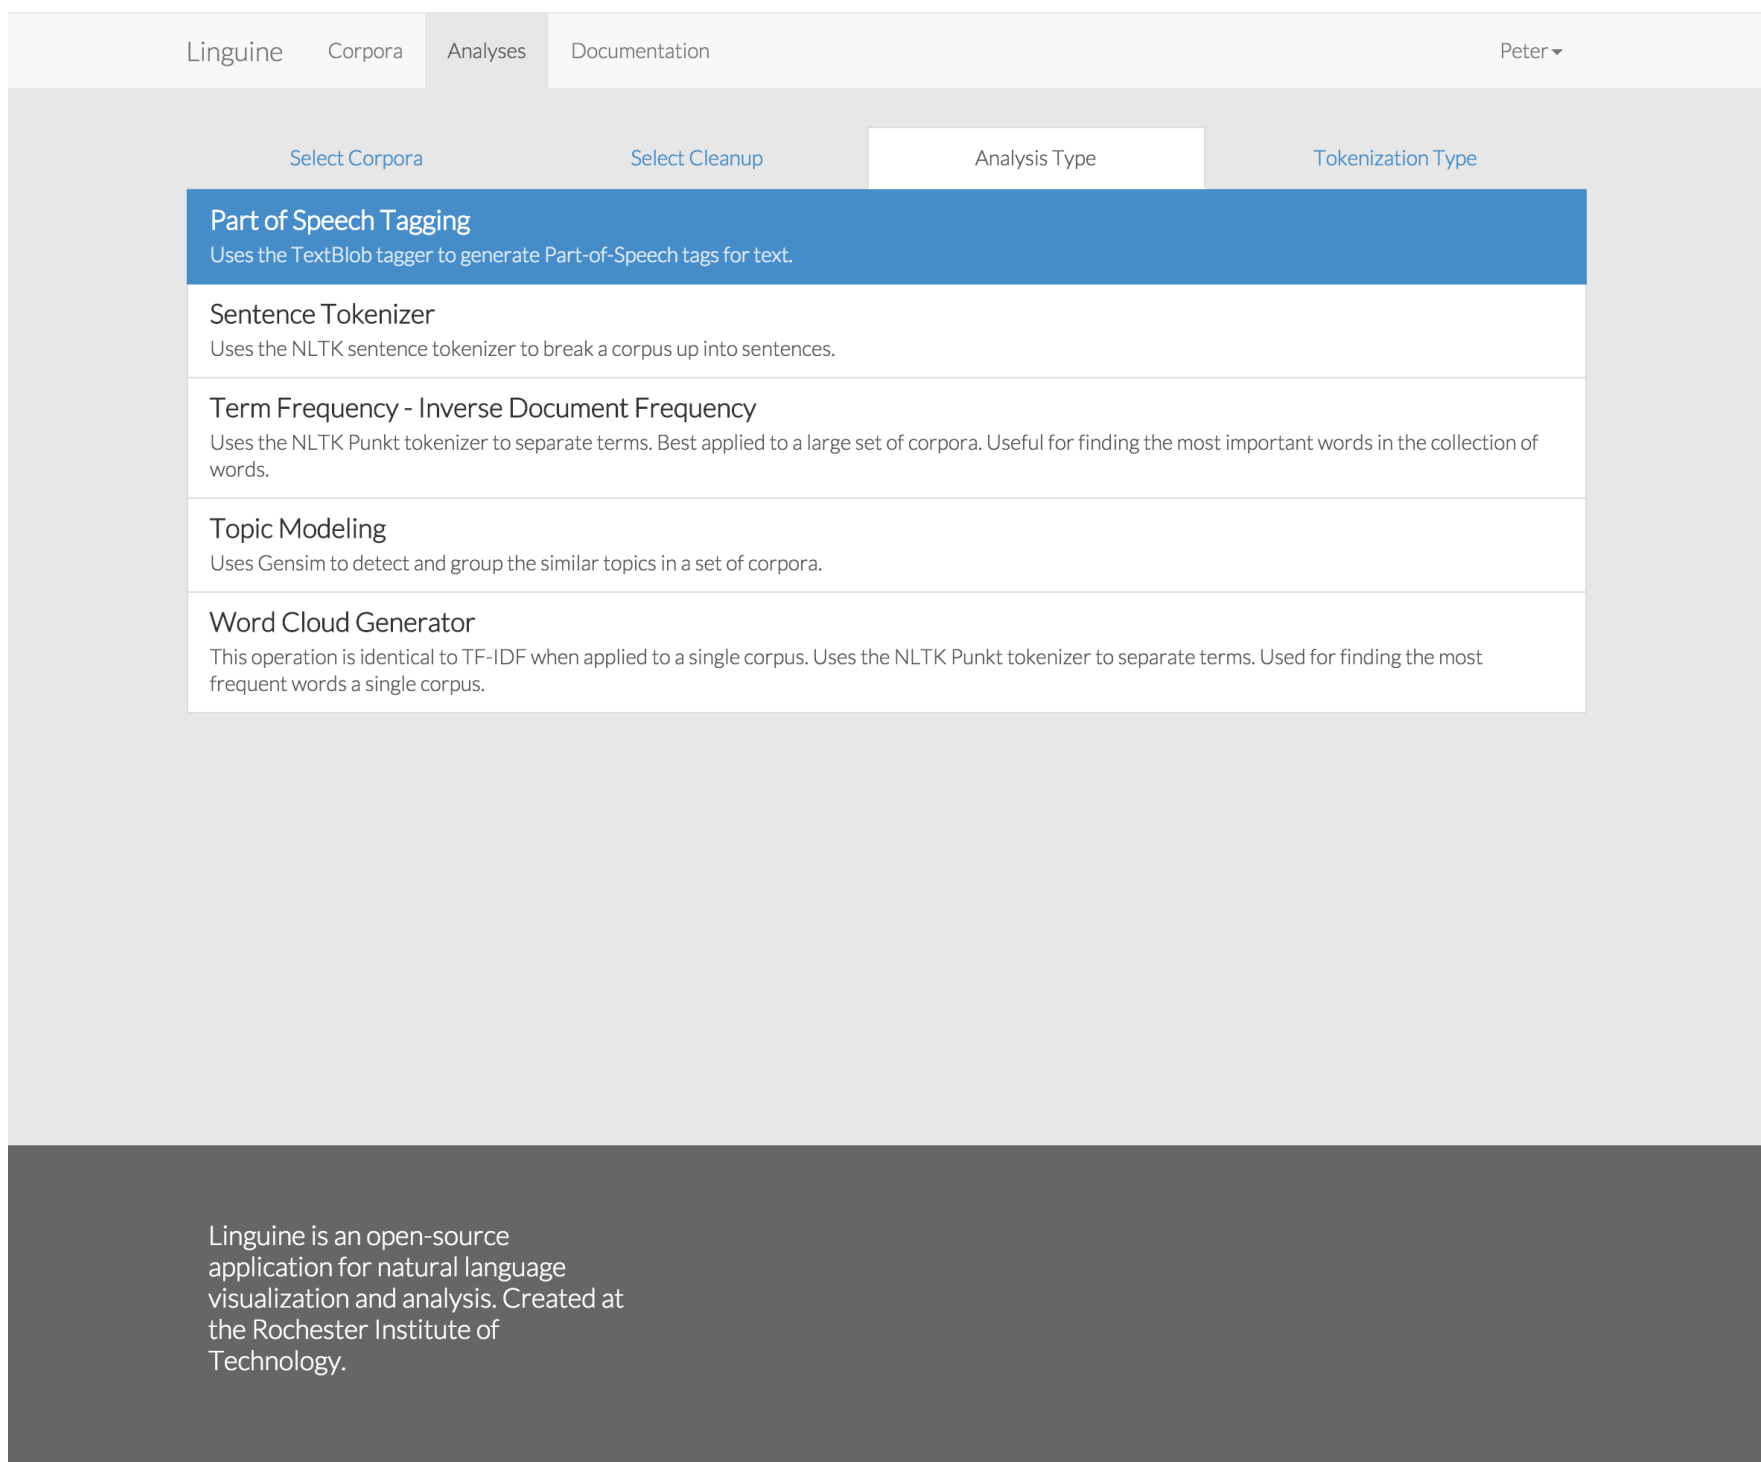 Linguine Corpora Analyses Documentation Peter
Select Corpora Select Cleanup Analysis Type Tokenization Type
Part of Speech Tagging
Uses the TextBlob tagger to generate Part-of-Speech tags for text.
Sentence Tokenizer
Uses the NLTK sentence tokenizer to break a corpus up into sentences.
Term Frequency - Inverse Document Frequency
Uses the NLTK Punkt tokenizer to separate terms. Best applied to a large set of corpora. Useful for finding the most important words in the collection of
words.
Topic Modeling
Uses Gensim to detect and group the similar topics in a set of corpora.
Word Cloud Generator
This operation is identical to TF-IDF when applied to a single corpus. Uses the NLTK Punkt tokenizer to separate terms. Used for finding the most
frequent words a single corpus.
Linguine is an open-source
application for natural language
visualization and analysis. Created at
the Rochester Institute of
Technology.